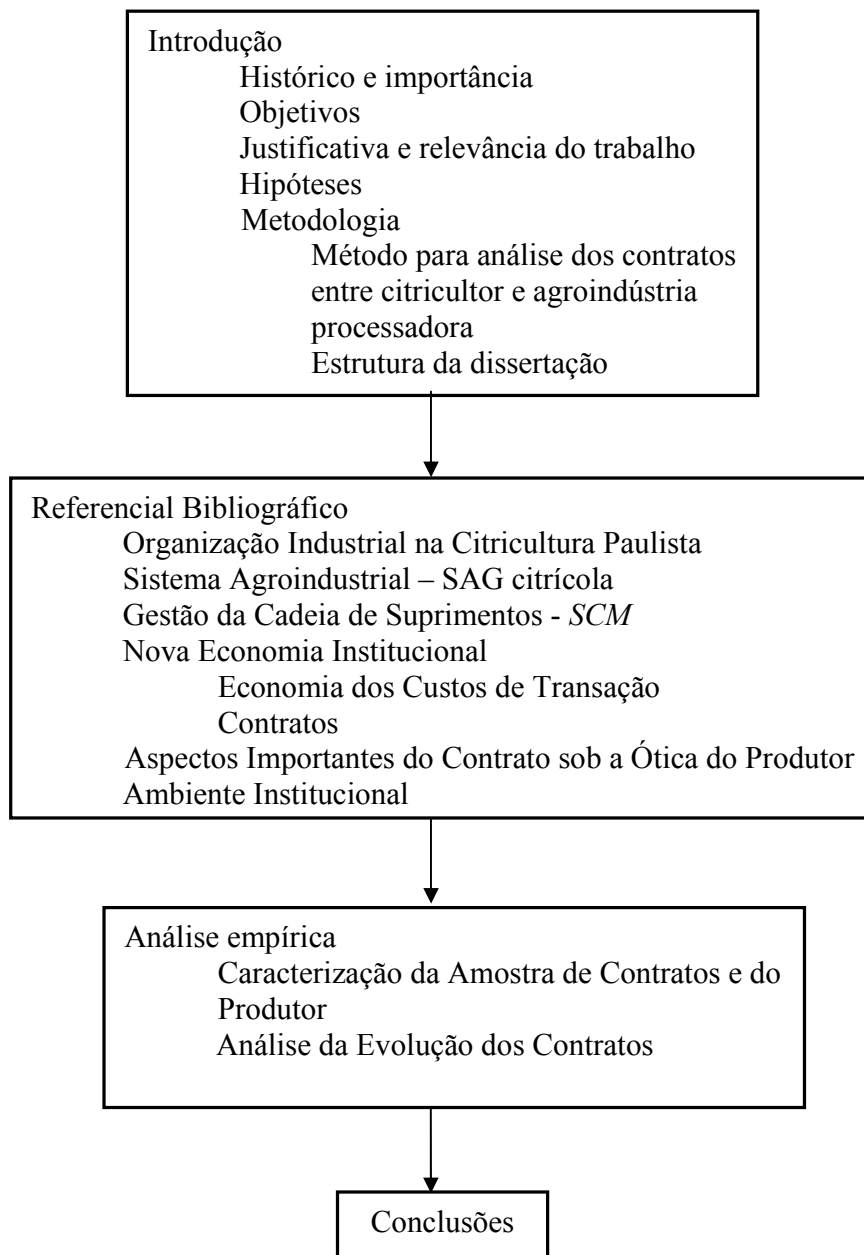 Introdução
Histórico e importância
Objetivos
Justificativa e relevância do trabalho
Hipóteses
Metodologia
Método para análise dos contratos
entre citricultor e agroindústria
processadora
Estrutura da dissertação
Referencial Bibliográfico
Organização Industrial na Citricultura Paulista
Sistema Agroindustrial – SAG citrícola
Gestão da Cadeia de Suprimentos - SCM
Nova Economia Institucional
Economia dos Custos de Transação
Contratos
Aspectos Importantes do Contrato sob a Ótica do Produtor
Ambiente Institucional
Análise empírica
Caracterização da Amostra de Contratos e do
Produtor
Análise da Evolução dos Contratos
Conclusões